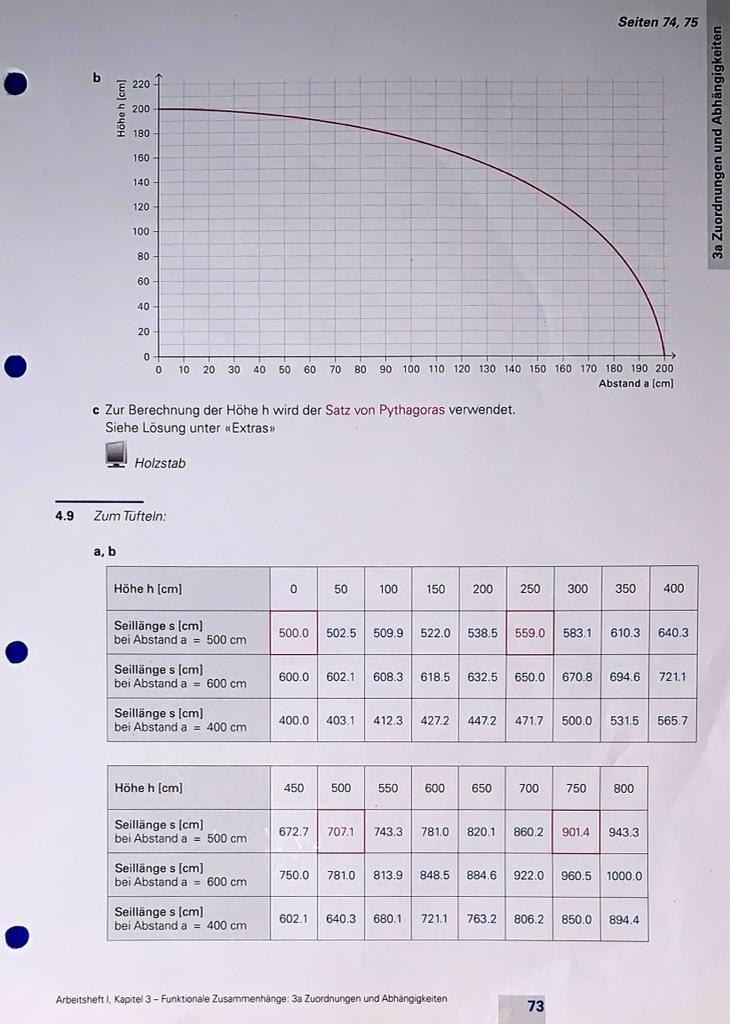 Seiten 74, 75
3a Zuordnungen und Abhängigkeiten
b
Höhe h [cm]
220
200
180
160
140
120
100
80
60
40
20
0
0 10 20 30 40 50 60 70 80 90 100 110 120 130 140 150 160 170 180 190 200
Abstand a [cm]
c Zur Berechnung der Höhe h wird der Satz von Pythagoras verwendet.
Siehe Lösung unter «Extras»
Holzstab
4.9 Zum Tüfteln:
a, b
Höhe h [cm] 0 50 100 150 200 250 300 350 400
Seillänge s [cm]
bei Abstand a = 500 cm 500.0 502.5 509.9 522.0 538.5 559.0 583.1 610.3 640.3
Seillänge s [cm]
bei Abstand a = 600 cm 600.0 602.1 608.3 618.5 632.5 650.0 670.8 694.6 721.1
Seillänge s [cm]
bei Abstand a = 400 cm 400.0 403.1 412.3 427.2 447.2 471.7 500.0 531.5 565.7
Höhe h [cm] 450 500 550 600 650 700 750 800
Seillänge s [cm]
bei Abstand a = 500 cm 672.7 707.1 743.3 781.0 820.1 860.2 901.4 943.3
Seillänge s [cm]
bei Abstand a = 600 cm 750.0 781.0 813.9 848.5 884.6 922.0 960.5 1000.0
Seillänge s [cm]
bei Abstand a = 400 cm 602.1 640.3 680.1 721.1 763.2 806.2 850.0 894.4
Arbeitsheft I, Kapitel 3 – Funktionale Zusammenhänge: 3a Zuordnungen und Abhängigkeiten
73